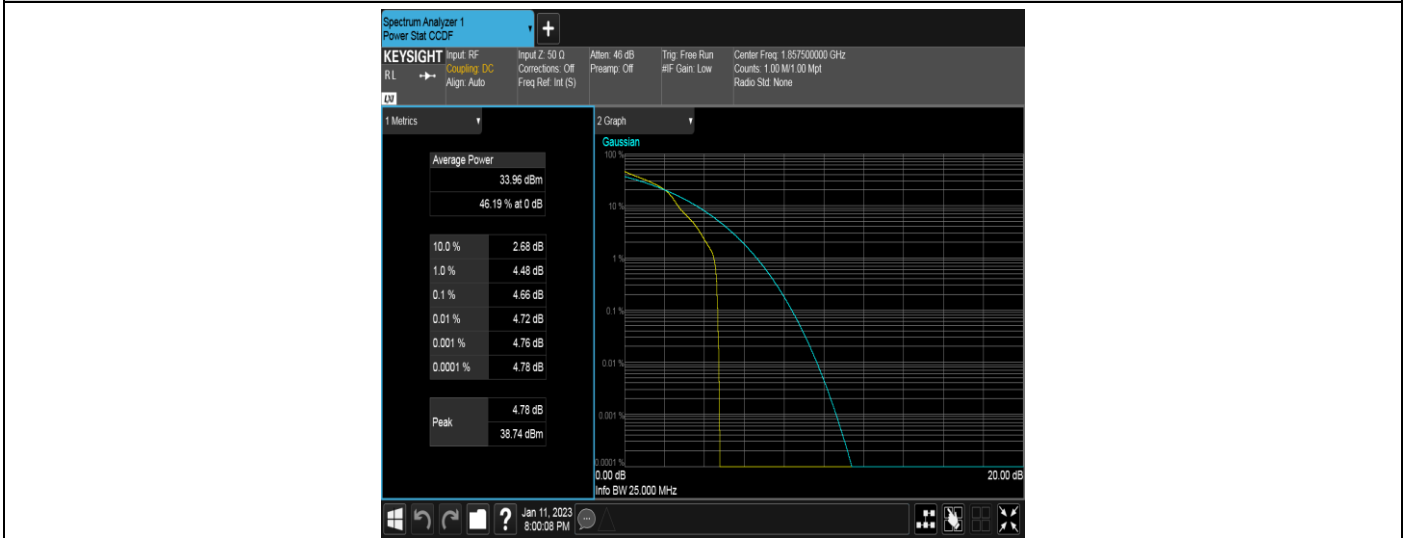 Spectrum Analyzer 1
Power Stat CCDF
+
KEYSIGHT
RL
LXI
Input: RF
Coupling: DC
Align: Auto
Input Z: 50 Ω
Corrections: Off
Freq Ref: Int (S)
Atten: 46 dB
Preamp: Off
Trig: Free Run
#IF Gain: Low
Center Freq: 1.857500000 GHz
Counts: 1.00 M/1.00 Mpt
Radio Std: None
1 Metrics
Average Power
33.96 dBm
46.19 % at 0 dB
10.0 % 2.68 dB
1.0 % 4.48 dB
0.1 % 4.66 dB
0.01 % 4.72 dB
0.001 % 4.76 dB
0.0001 % 4.78 dB
Peak
4.78 dB
38.74 dBm
2 Graph
Gaussian
100 %
10 %
1 %
0.1 %
0.01 %
0.001 %
0.0001 %
0.00 dB
20.00 dB
Info BW 25.000 MHz
?
Jan 11, 2023
8:00:08 PM